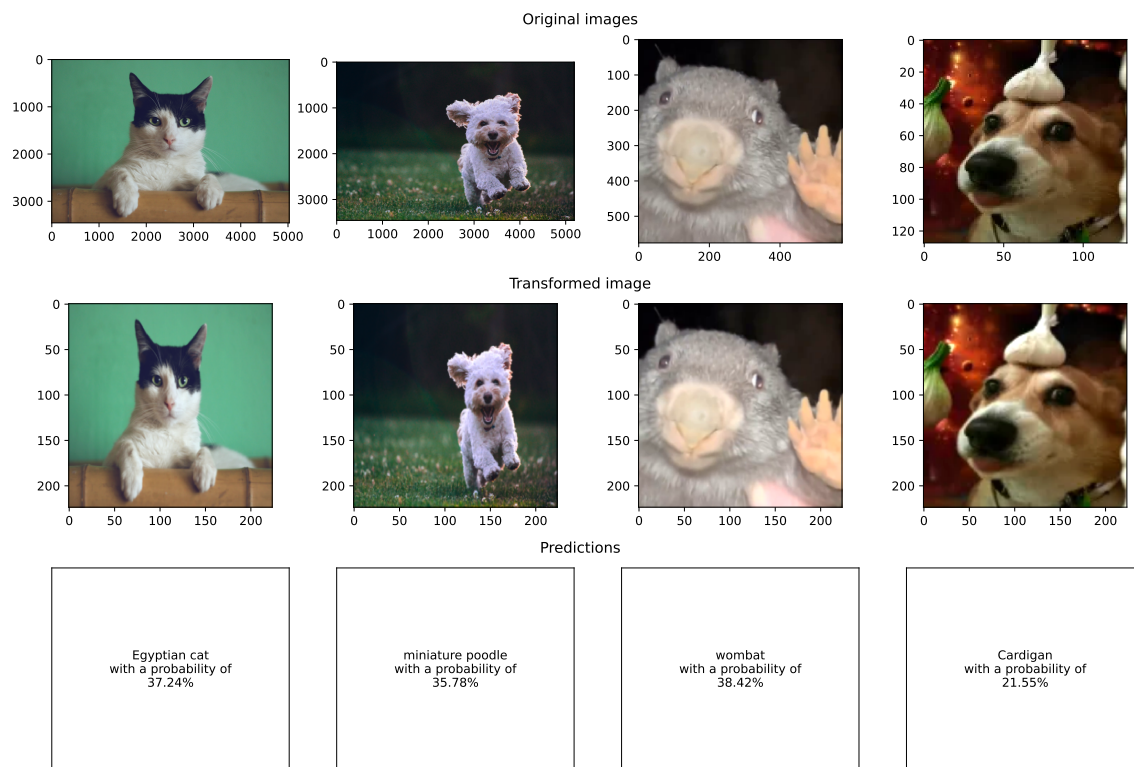 Original images
0
1000
2000
3000
0 1000 2000 3000 4000 5000
0
1000
2000
3000
0 1000 2000 3000 4000 5000
0
100
200
300
400
500
0 200 400
0
20
40
60
80
100
120
0 50 100
Transformed image
0
50
100
150
200
0 50 100 150 200
0
50
100
150
200
0 50 100 150 200
0
50
100
150
200
0 50 100 150 200
0
50
100
150
200
0 50 100 150 200
Predictions
Egyptian cat
with a probability of
37.24%
miniature poodle
with a probability of
35.78%
wombat
with a probability of
38.42%
Cardigan
with a probability of
21.55%